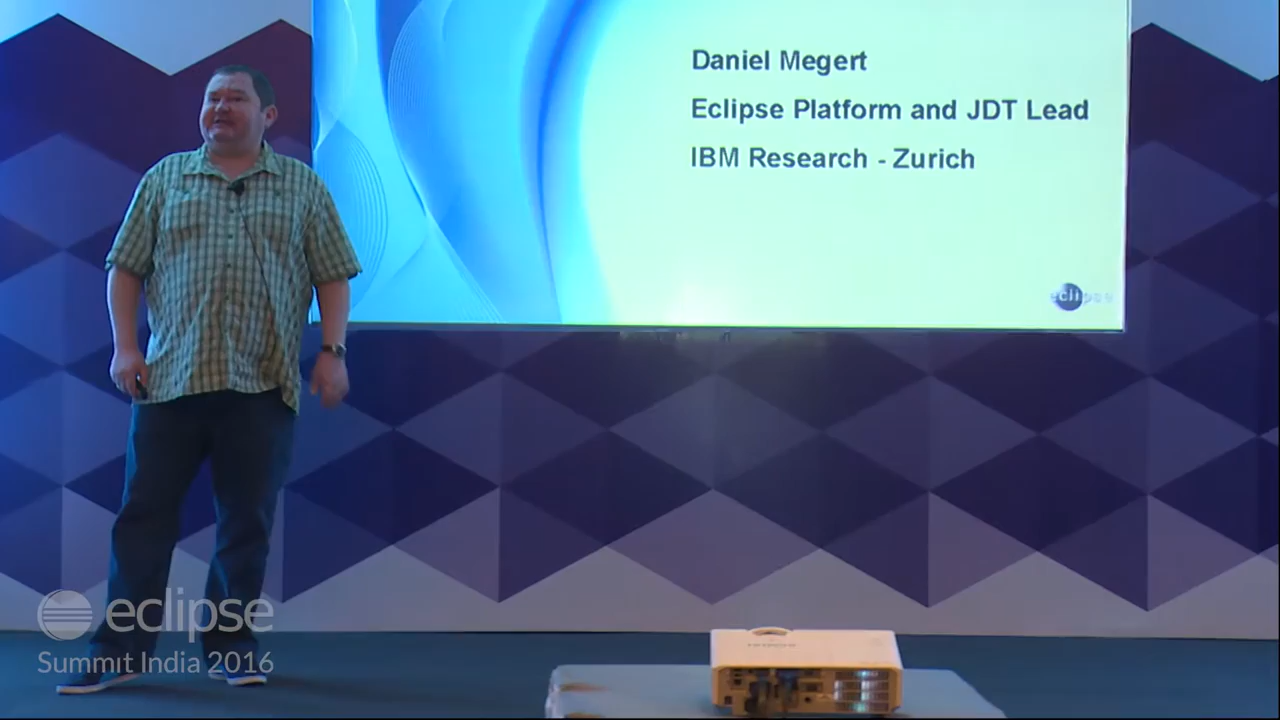 Daniel Megert
Eclipse Platform and JDT Lead
IBM Research - Zurich
eclipse
eclipse
Summit India 2016